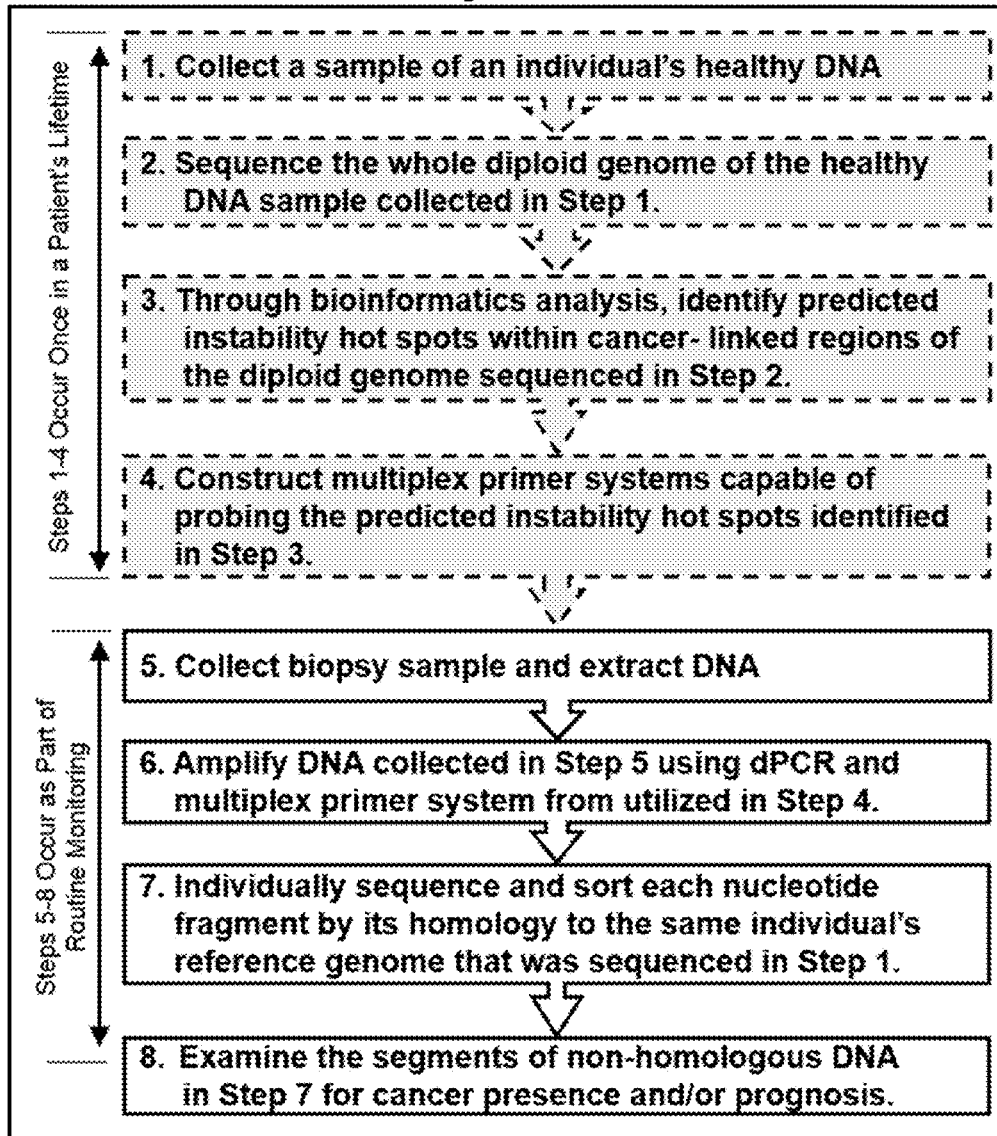 Steps 1-4 Occur Once in a Patient's Lifetime
1. Collect a sample of an individual's healthy DNA
2. Sequence the whole diploid genome of the healthy
DNA sample collected in Step 1.
3. Through bioinformatics analysis, identify predicted
instability hot spots within cancer- linked regions of
the diploid genome sequenced in Step 2.
4. Construct multiplex primer systems capable of
probing the predicted instability hot spots identified
in Step 3.
Steps 5-8 Occur as Part of
Routine Monitoring
5. Collect biopsy sample and extract DNA
6. Amplify DNA collected in Step 5 using dPCR and
multiplex primer system from utilized in Step 4.
7. Individually sequence and sort each nucleotide
fragment by its homology to the same individual's
reference genome that was sequenced in Step 1.
8. Examine the segments of non-homologous DNA
in Step 7 for cancer presence and/or prognosis.